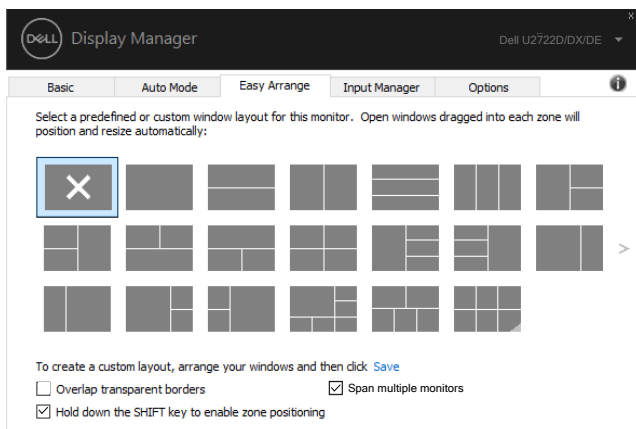 DELL Display Manager
Dell U2722D/DX/DE
Basic Auto Mode Easy Arrange Input Manager Options
Select a predefined or custom window layout for this monitor. Open windows dragged into each zone will
position and resize automatically:
To create a custom layout, arrange your windows and then click Save
Overlap transparent borders
Span multiple monitors
Hold down the SHIFT key to enable zone positioning